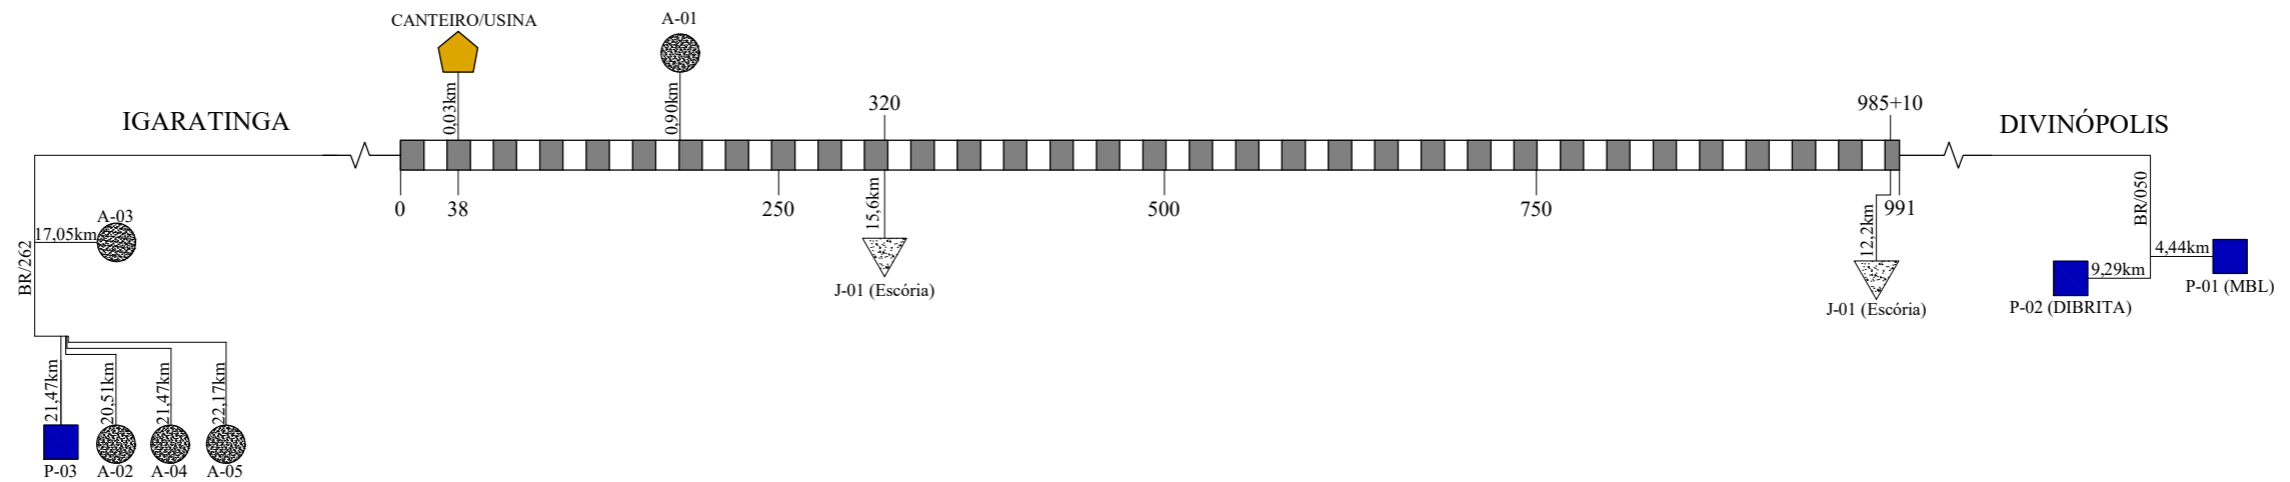 CANTEIRO/USINA
A-01
0,03km
0,90km
320
985+10
IGARATINGA
DIVINÓPOLIS
0
38
250
500
750
991
15,6km
12,2km
BR/050
A-03
17,05km
BR/262
4,44km
9,29km
P-01 (MBL)
P-02 (DIBRITA)
J-01 (Escória)
J-01 (Escória)
21,47km
20,51km
21,47km
22,17km
P-03
A-02
A-04
A-05